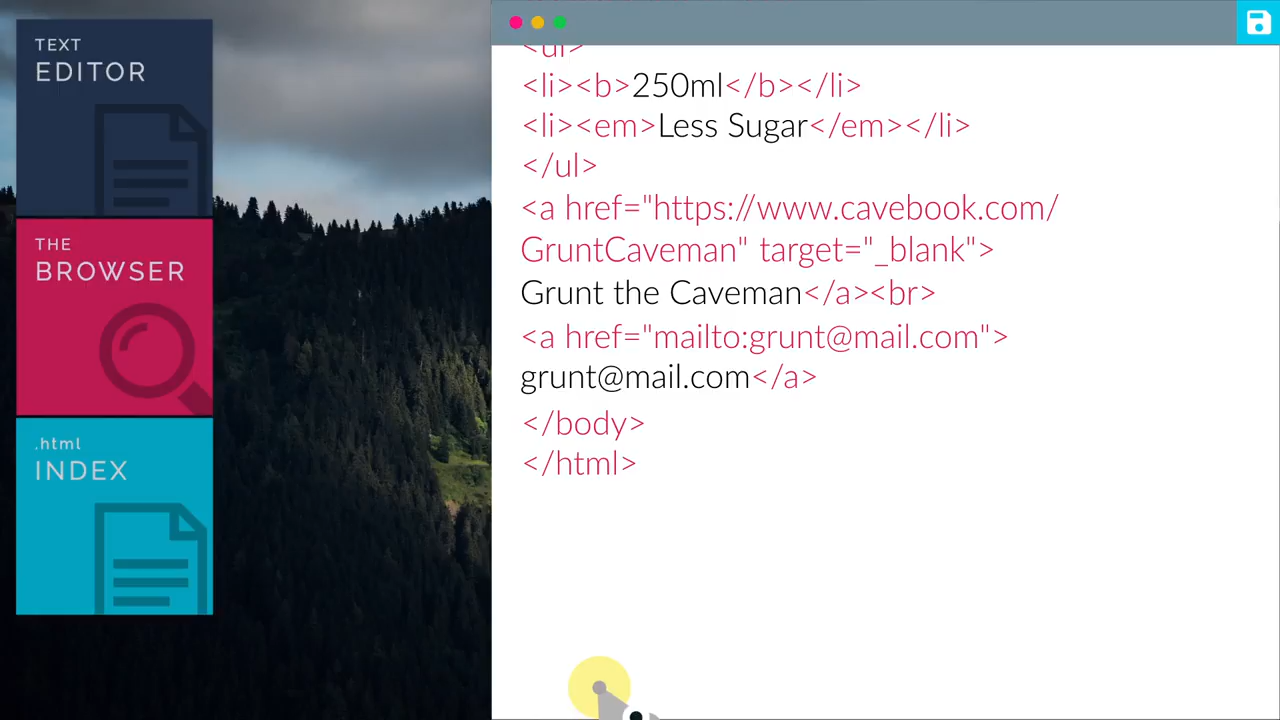 TEXT
EDITOR
THE
BROWSER
.html
INDEX
<ul>
<li><b>250ml</b></li>
<li><em>Less Sugar</em></li>
</ul>
<a href="https://www.cavebook.com/
GruntCaveman" target="_blank">
Grunt the Caveman</a><br>
<a href="mailto:grunt@mail.com">
grunt@mail.com</a>
</body>
</html>